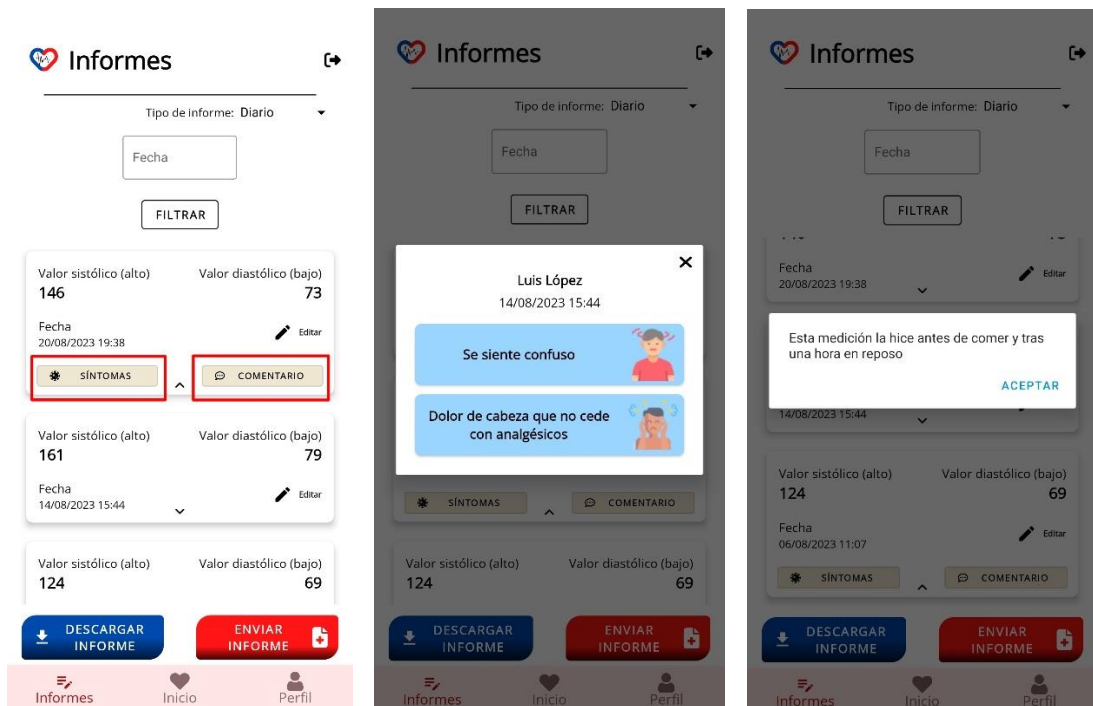 Informes
Tipo de informe: Diario
Fecha
FILTRAR
Valor sistólico (alto) Valor diastólico (bajo)
146 73
Fecha
20/08/2023 19:38 Editar
SÍNTOMAS COMENTARIO
Valor sistólico (alto) Valor diastólico (bajo)
161 79
Fecha
14/08/2023 15:44 Editar
Valor sistólico (alto) Valor diastólico (bajo)
124 69
DESCARGAR
INFORME
ENVIAR
INFORME
Informes Inicio Perfil
Informes
Tipo de informe: Diario
Fecha
FILTRAR
Luis López
14/08/2023 15:44
Se siente confuso
Dolor de cabeza que no cede
con analgésicos
SÍNTOMAS COMENTARIO
Valor sistólico (alto) Valor diastólico (bajo)
124 69
DESCARGAR
INFORME
ENVIAR
INFORME
Informes Inicio Perfil
Informes
Tipo de informe: Diario
Fecha
FILTRAR
Fecha
20/08/2023 19:38 Editar
Esta medición la hice antes de comer y tras
una hora en reposo
ACEPTAR
14/08/2023 15:44
Valor sistólico (alto) Valor diastólico (bajo)
124 69
Fecha
06/08/2023 11:07 Editar
SÍNTOMAS COMENTARIO
DESCARGAR
INFORME
ENVIAR
INFORME
Informes Inicio Perfil